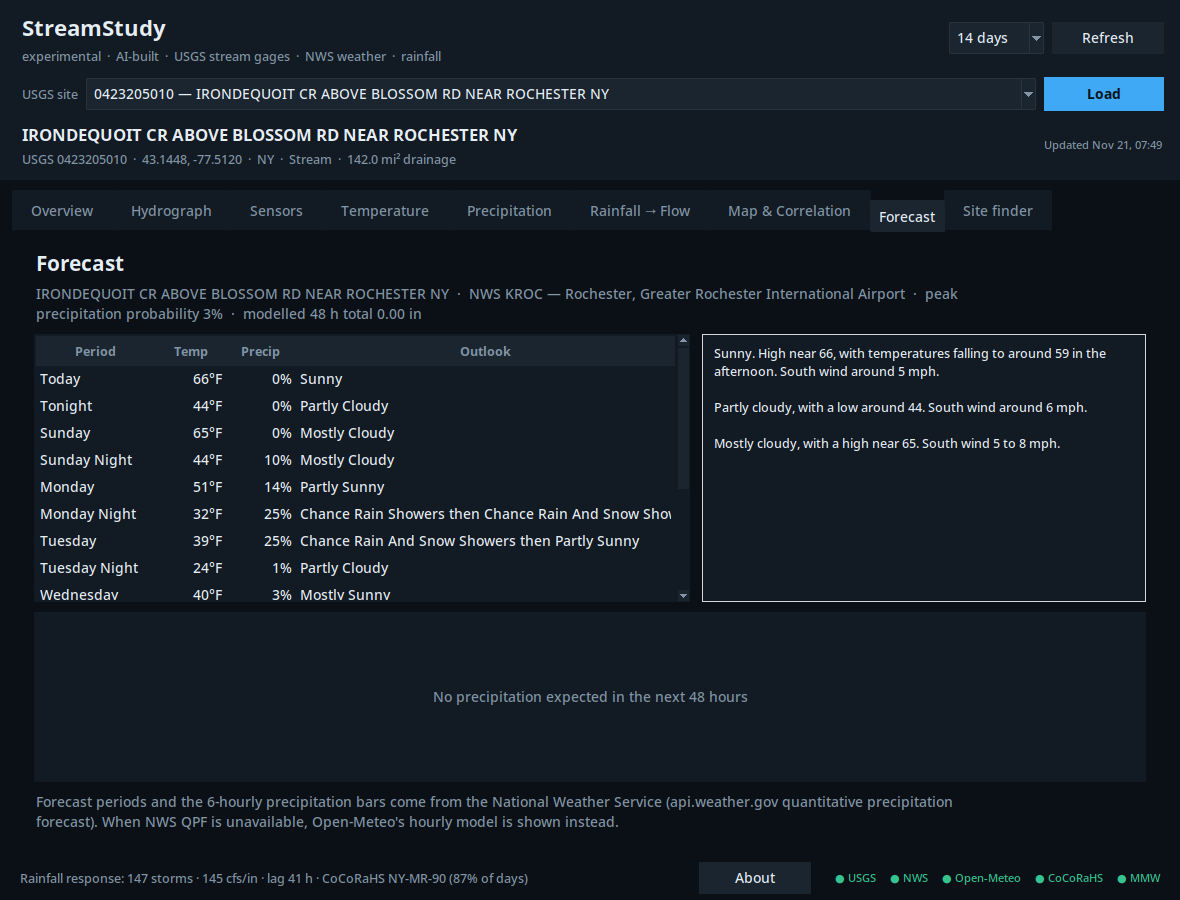 StreamStudy
experimental · AI-built · USGS stream gages · NWS weather · rainfall
14 days
Refresh
USGS site
0423205010 — IRONDEQUOIT CR ABOVE BLOSSOM RD NEAR ROCHESTER NY
Load
IRONDEQUOIT CR ABOVE BLOSSOM RD NEAR ROCHESTER NY
USGS 0423205010 · 43.1448, -77.5120 · NY · Stream · 142.0 mi² drainage
Updated Nov 21, 07:49
Overview Hydrograph Sensors Temperature Precipitation Rainfall → Flow Map & Correlation Forecast Site finder
Forecast
IRONDEQUOIT CR ABOVE BLOSSOM RD NEAR ROCHESTER NY · NWS KROC — Rochester, Greater Rochester International Airport · peak
precipitation probability 3% · modelled 48 h total 0.00 in
Period Temp Precip Outlook
Today 66°F 0% Sunny
Tonight 44°F 0% Partly Cloudy
Sunday 65°F 0% Mostly Cloudy
Sunday Night 44°F 10% Mostly Cloudy
Monday 51°F 14% Partly Sunny
Monday Night 32°F 25% Chance Rain Showers then Chance Rain And Snow Show
Tuesday 39°F 25% Chance Rain And Snow Showers then Partly Sunny
Tuesday Night 24°F 1% Partly Cloudy
Wednesday 40°F 3% Mostly Sunny
Sunny. High near 66, with temperatures falling to around 59 in the
afternoon. South wind around 5 mph.
Partly cloudy, with a low around 44. South wind around 6 mph.
Mostly cloudy, with a high near 65. South wind 5 to 8 mph.
No precipitation expected in the next 48 hours
Forecast periods and the 6-hourly precipitation bars come from the National Weather Service (api.weather.gov quantitative precipitation
forecast). When NWS QPF is unavailable, Open-Meteo's hourly model is shown instead.
Rainfall response: 147 storms · 145 cfs/in · lag 41 h · CoCoRaHS NY-MR-90 (87% of days)
About
USGS NWS Open-Meteo CoCoRaHS MMW